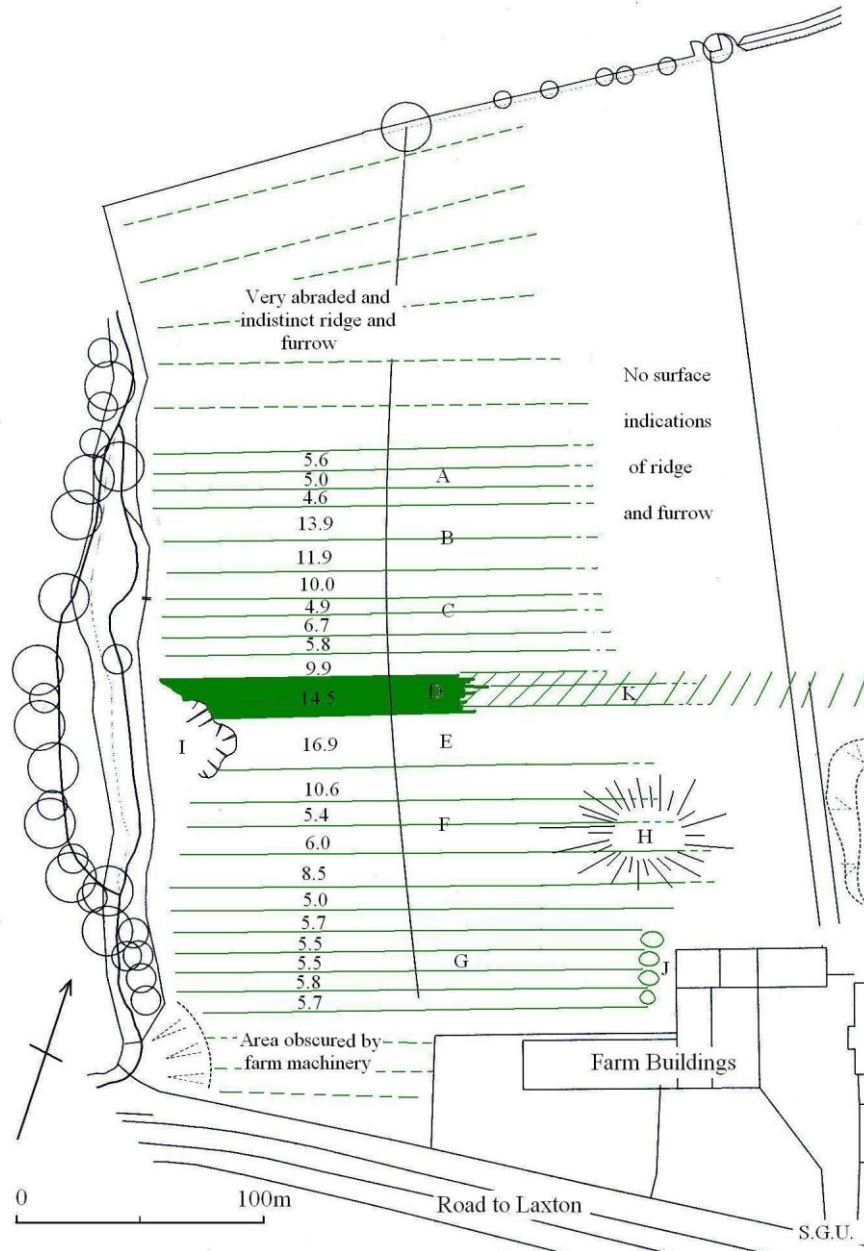 Very abraded and
indistinct ridge and
furrow
No surface
indications
of ridge
and furrow
5.6
5.0
A
4.6
13.9
B
11.9
10.0
4.9
C
6.7
5.8
9.9
14.5
D
K
I
16.9
E
10.6
5.4
F
H
6.0
8.5
5.0
5.7
5.5
5.5
G
J
5.8
5.7
Area obscured by
farm machinery
Farm Buildings
0
100m
Road to Laxton
S.G.U.